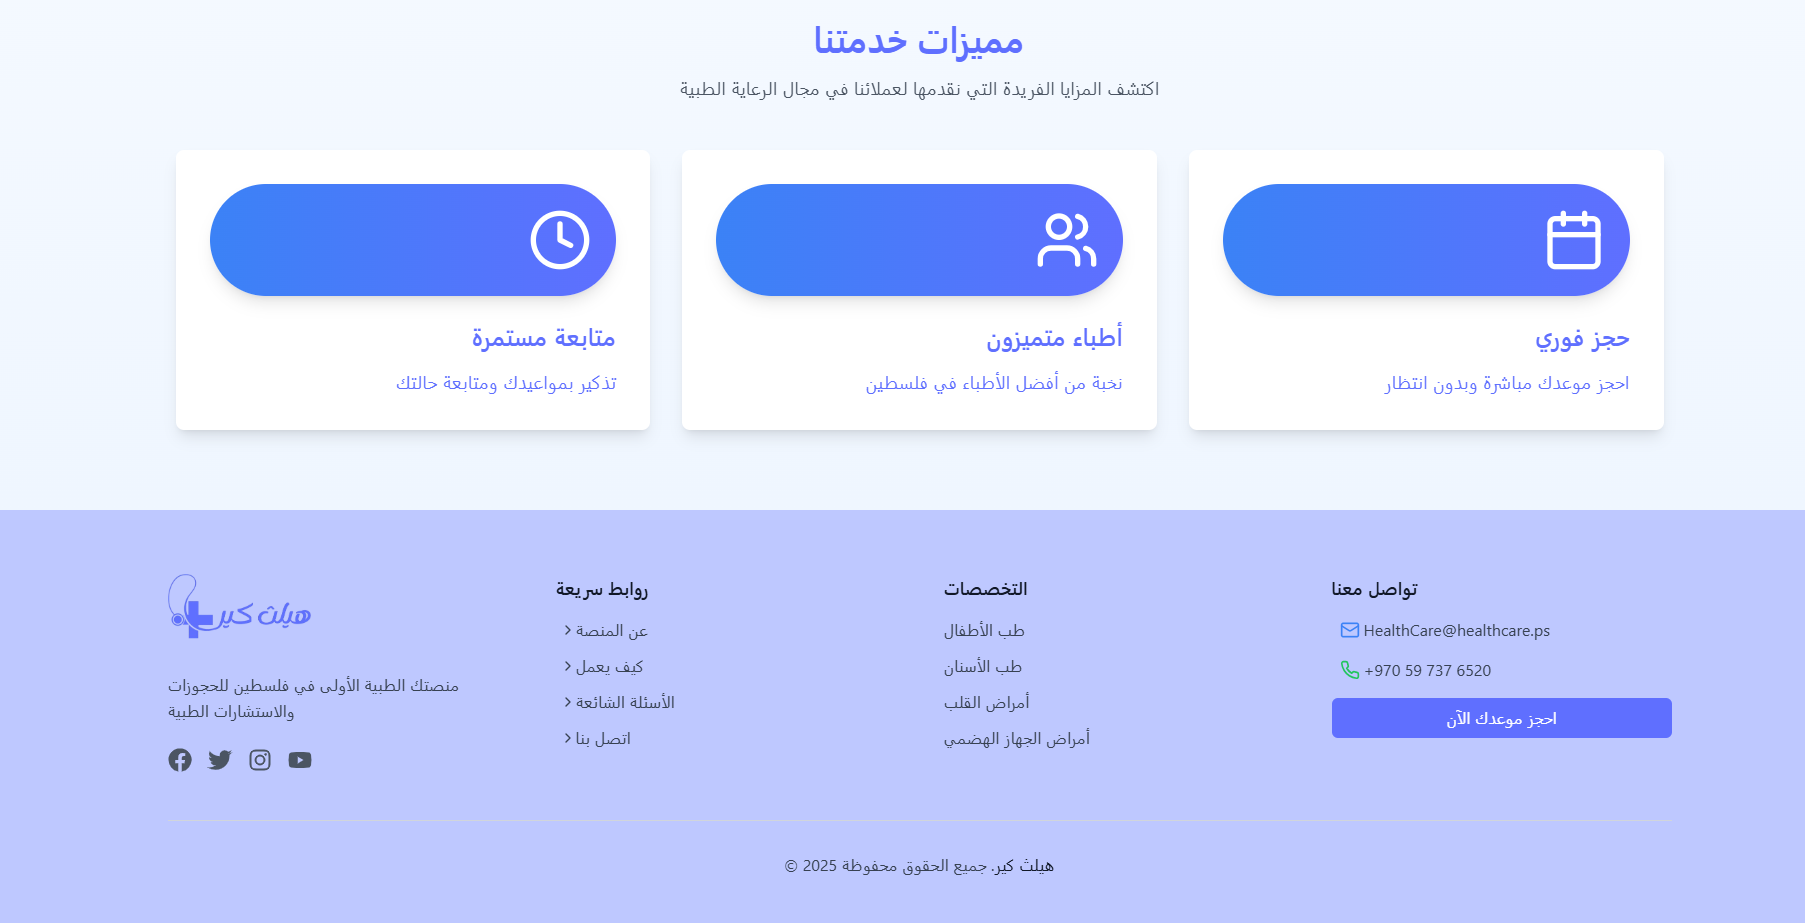 مميزات خدمتنا
اكتشف المزايا الفريدة التي نقدمها لعملائنا في مجال الرعاية الطبية
حجز فوري
احجز موعدك مباشرة وبدون انتظار
أطباء متميزون
نخبة من أفضل الأطباء في فلسطين
متابعة مستمرة
تذكير بمواعيدك ومتابعة حالتك
هيلث كير
منصتك الطبية الأولى في فلسطين للحجوزات
والاستشارات الطبية
روابط سريعة
عن المنصة
كيف يعمل
الأسئلة الشائعة
اتصل بنا
التخصصات
طب الأطفال
طب الأسنان
أمراض القلب
أمراض الجهاز الهضمي
تواصل معنا
HealthCare@healthcare.ps
+970 59 737 6520
احجز موعدك الآن
هيلث كير. جميع الحقوق محفوظة 2025 ©